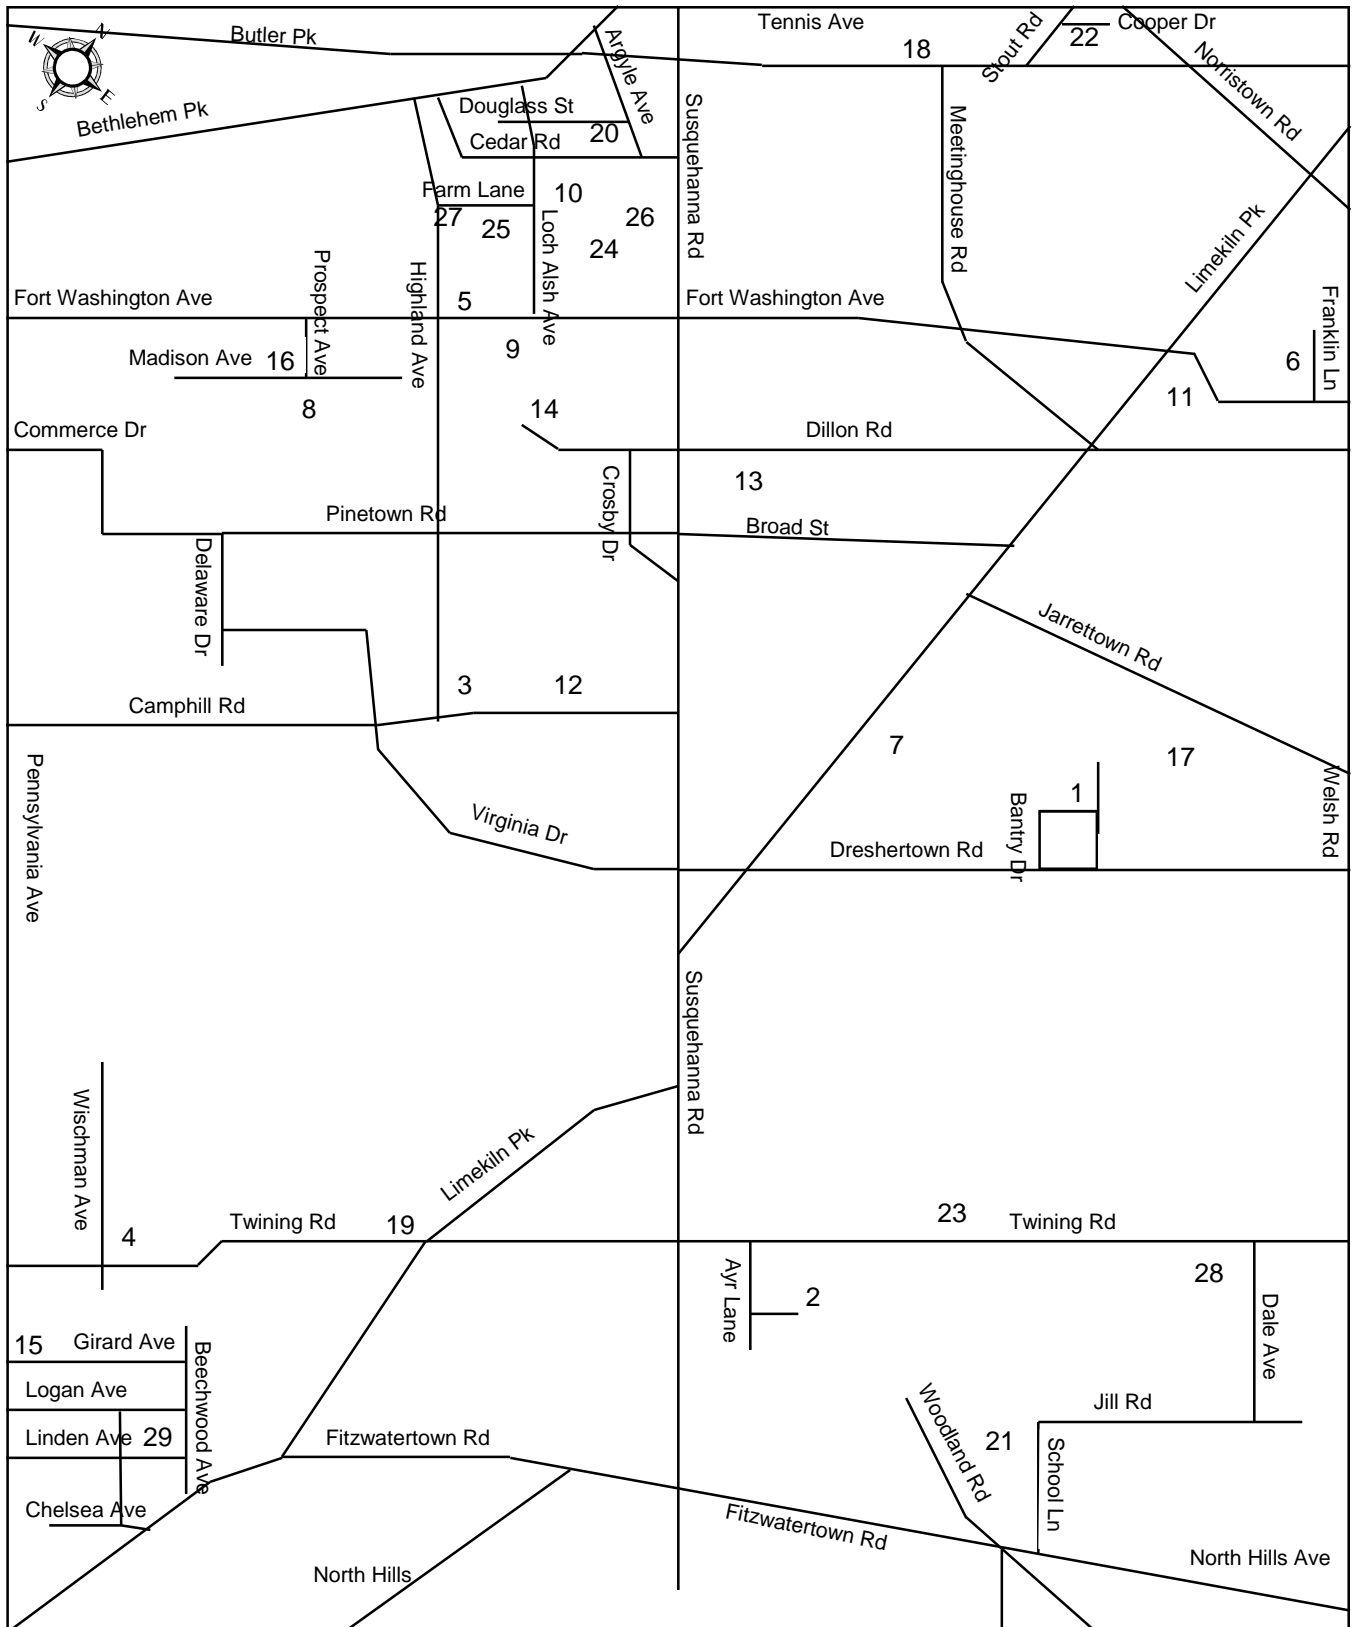 Tennis Ave
Cooper Dr
Butler Pk
N
W
S
E
Argyle Ave
18
Stout Rd
22
Norristown Rd
Bethlehem Pk
Douglass St
20
Cedar Rd
Susquehanna Rd
Meetinghouse Rd
Farm Lane
10
27
25
26
24
Loch Alsh Ave
Limekiln Pk
Prospect Ave
Highland Ave
Fort Washington Ave
5
Fort Washington Ave
Franklin Ln
Madison Ave
16
9
6
8
14
11
Commerce Dr
Dillon Rd
Crosby Dr
13
Pinetown Rd
Broad St
Delaware Dr
Jarrettown Rd
3
12
Camphill Rd
7
17
Pennsylvania Ave
1
Bantry Dr
Welsh Rd
Virginia Dr
Dreshertown Rd
Susquehanna Rd
Wischman Ave
Limekiln Pk
4
Twining Rd
19
23
Twining Rd
Ayr Lane
2
28
Dale Ave
15
Girard Ave
Beechwood Ave
Logan Ave
Woodland Rd
Jill Rd
Linden Ave
29
Fitzwatertown Rd
21
School Ln
Chelsea Ave
Fitzwatertown Rd
North Hills
North Hills Ave